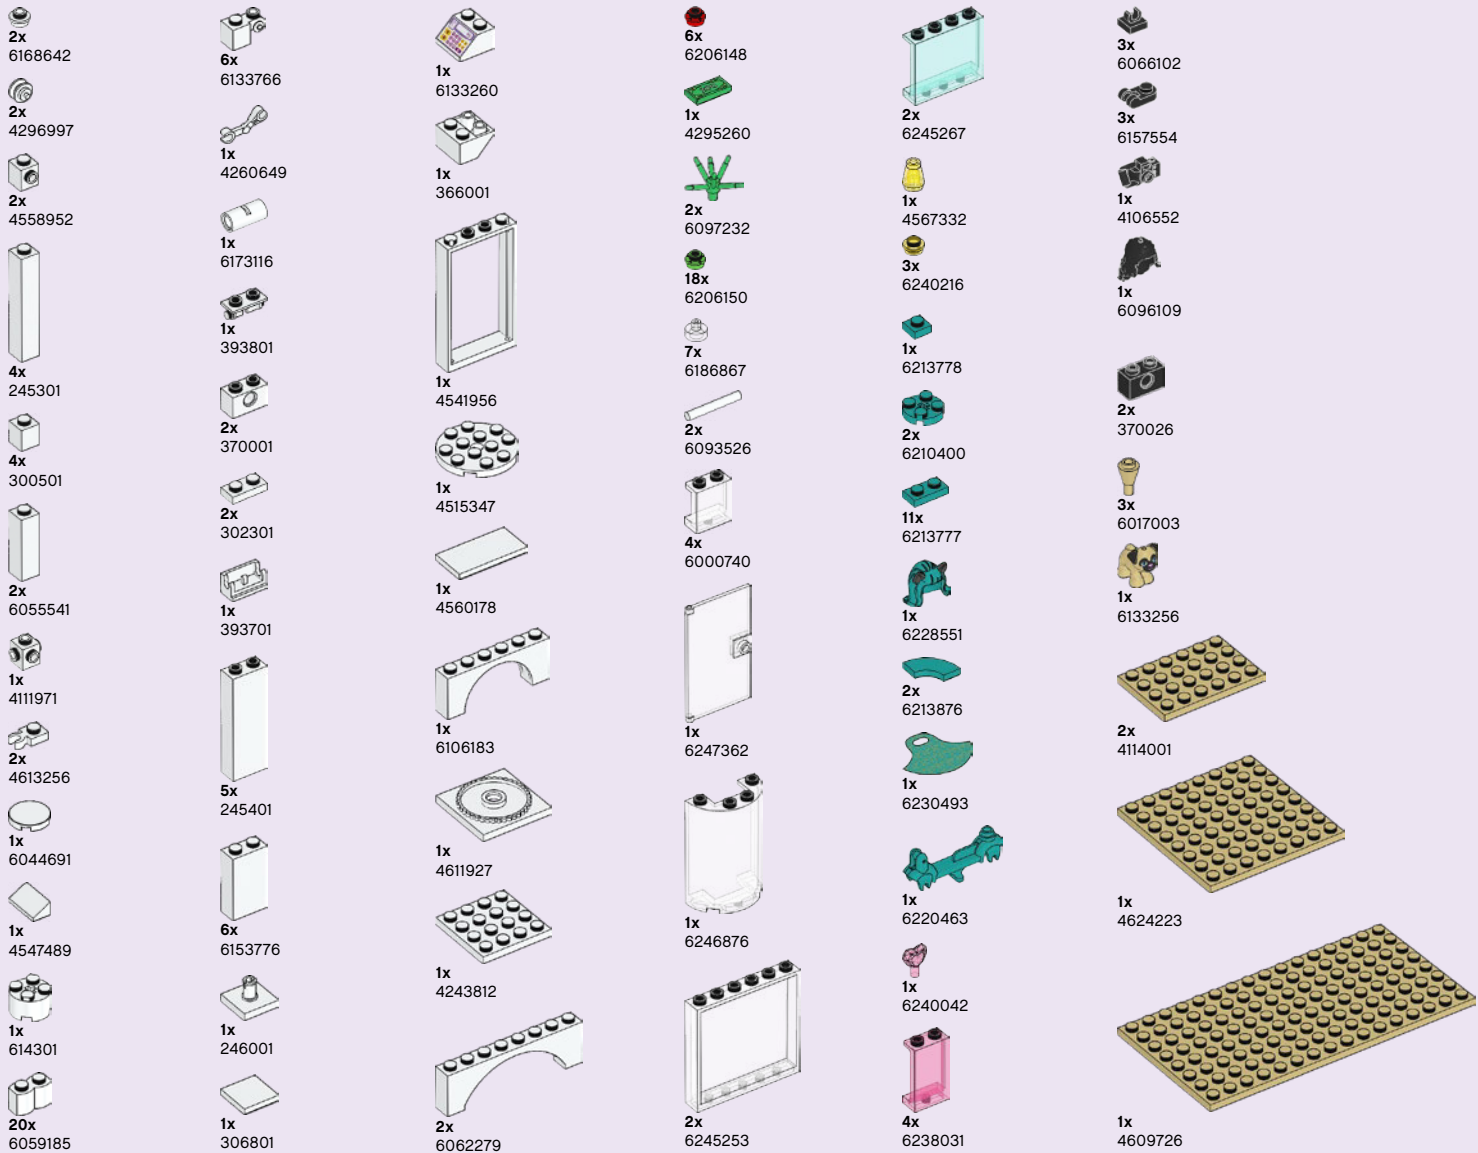 2x
6168642
2x
4296997
2x
4558952
4x
245301
4x
300501
2x
6055541
1x
4111971
2x
4613256
1x
6044691
1x
4547489
1x
614301
20x
6059185
6x
6133766
1x
4260649
1x
6173116
1x
393801
2x
370001
2x
302301
1x
393701
5x
245401
6x
6153776
1x
246001
1x
306801
1x
6133260
1x
366001
1x
4541956
1x
4515347
1x
4560178
1x
6106183
1x
4611927
1x
4243812
2x
6062279
6x
6206148
1x
4295260
2x
6097232
18x
6206150
7x
6186867
2x
6093526
4x
6000740
1x
6247362
1x
6246876
2x
6245253
2x
6245267
1x
4567332
3x
6240216
1x
6213778
2x
6210400
11x
6213777
1x
6228551
2x
6213876
1x
6230493
1x
6220463
1x
6240042
4x
6238031
3x
6066102
3x
6157554
1x
4106552
1x
6096109
2x
370026
3x
6017003
1x
6133256
2x
4114001
1x
4624223
1x
4609726